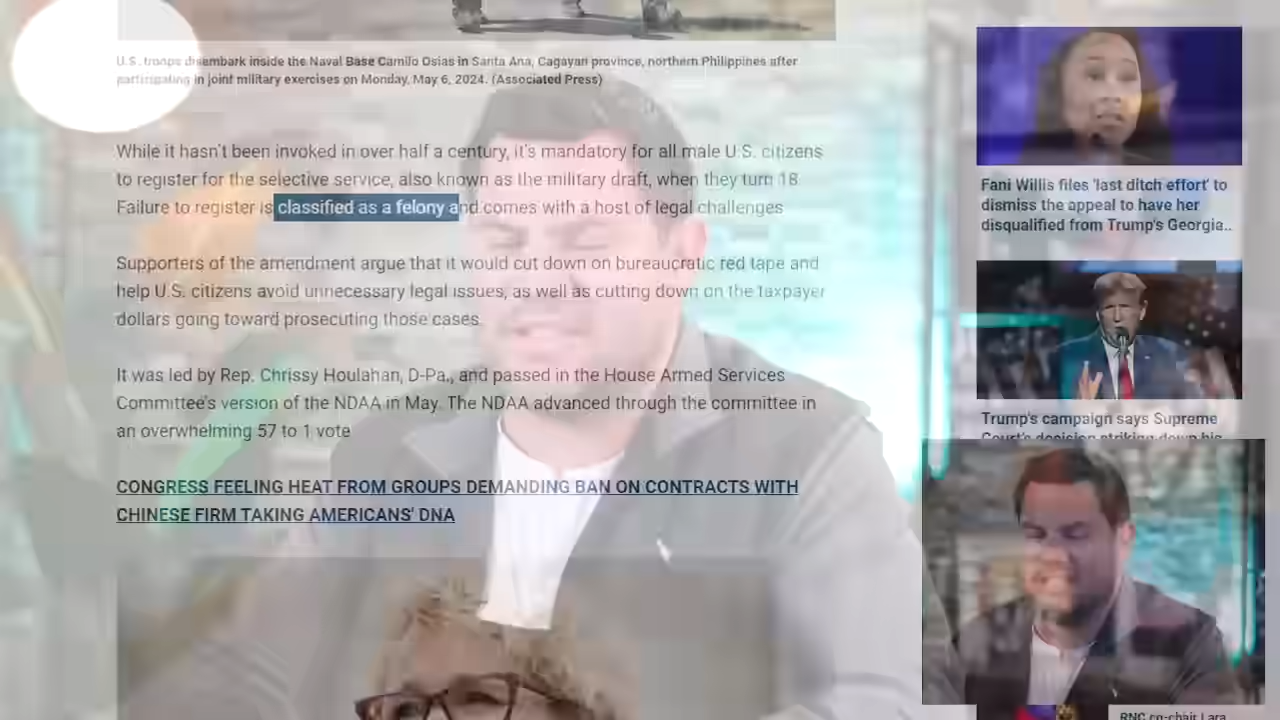 U.S. troops disembark inside the Naval Base Camilo Osias in Santa Ana, Cagayan province, northern Philippines after
participating in joint military exercises on Monday, May 6, 2024. (Associated Press)
While it hasn't been invoked in over half a century, it's mandatory for all male U.S. citizens
to register for the selective service, also known as the military draft, when they turn 18.
Failure to register is classified as a felony and comes with a host of legal challenges
Supporters of the amendment argue that it would cut down on bureaucratic red tape and
help U.S. citizens avoid unnecessary legal issues, as well as cutting down on the taxpayer
dollars going toward prosecuting those cases.
It was led by Rep. Chrissy Houlahan, D-Pa., and passed in the House Armed Services
Committee's version of the NDAA in May. The NDAA advanced through the committee in
an overwhelming 57 to 1 vote
CONGRESS FEELING HEAT FROM GROUPS DEMANDING BAN ON CONTRACTS WITH
CHINESE FIRM TAKING AMERICANS' DNA
Fani Willis files 'last ditch effort' to
dismiss the appeal to have her
disqualified from Trump's Georgia..
Trump's campaign says Supreme
Court's decision striking down his
RNC co-chair Lara